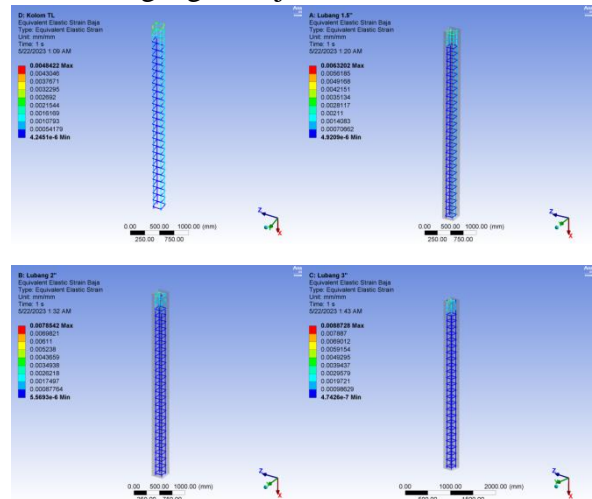 D: Kolom TL
Equivalent Elastic Strain Baja
Type: Equivalent Elastic Strain
Unit: mm/mm
Time: 1 s
5/22/2023 1:09 AM
0.0048422 Max
0.0043046
0.0037671
0.0032295
0.002692
0.0021544
0.0016169
0.0010793
0.00054179
4.2451e-6 Min
0.00 500.00 1000.00 (mm)
250.00 750.00
A: Lubang 1.5"
Equivalent Elastic Strain Baja
Type: Equivalent Elastic Strain
Unit: mm/mm
Time: 1 s
5/22/2023 1:20 AM
0.0063202 Max
0.0056185
0.0049168
0.0042151
0.0035134
0.0028117
0.00211
0.0014083
0.00070662
4.9209e-6 Min
0.00 500.00 1000.00 (mm)
250.00 750.00
B: Lubang 2"
Equivalent Elastic Strain Baja
Type: Equivalent Elastic Strain
Unit: mm/mm
Time: 1 s
5/22/2023 1:32 AM
0.0078542 Max
0.0069821
0.00611
0.005238
0.0043659
0.0034938
0.0026218
0.0017497
0.00087764
5.5693e-6 Min
0.00 500.00 1000.00 (mm)
250.00 750.00
C: Lubang 3"
Equivalent Elastic Strain Baja
Type: Equivalent Elastic Strain
Unit: mm/mm
Time: 1 s
5/22/2023 1:43 AM
0.0088728 Max
0.007887
0.0069012
0.0059154
0.0049295
0.0039437
0.0029579
0.0019721
0.00098629
4.7426e-7 Min
0.00 1000.00 2000.00 (mm)
500.00 1500.00